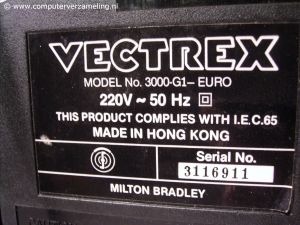 © www.computerverzameling.nl
VECTREX
MODEL No. 3000-G1- EURO
220V ~ 50 Hz
THIS PRODUCT COMPLIES WITH I.E.C.65
MADE IN HONG KONG
Serial No.
3116911
MILTON BRADLEY